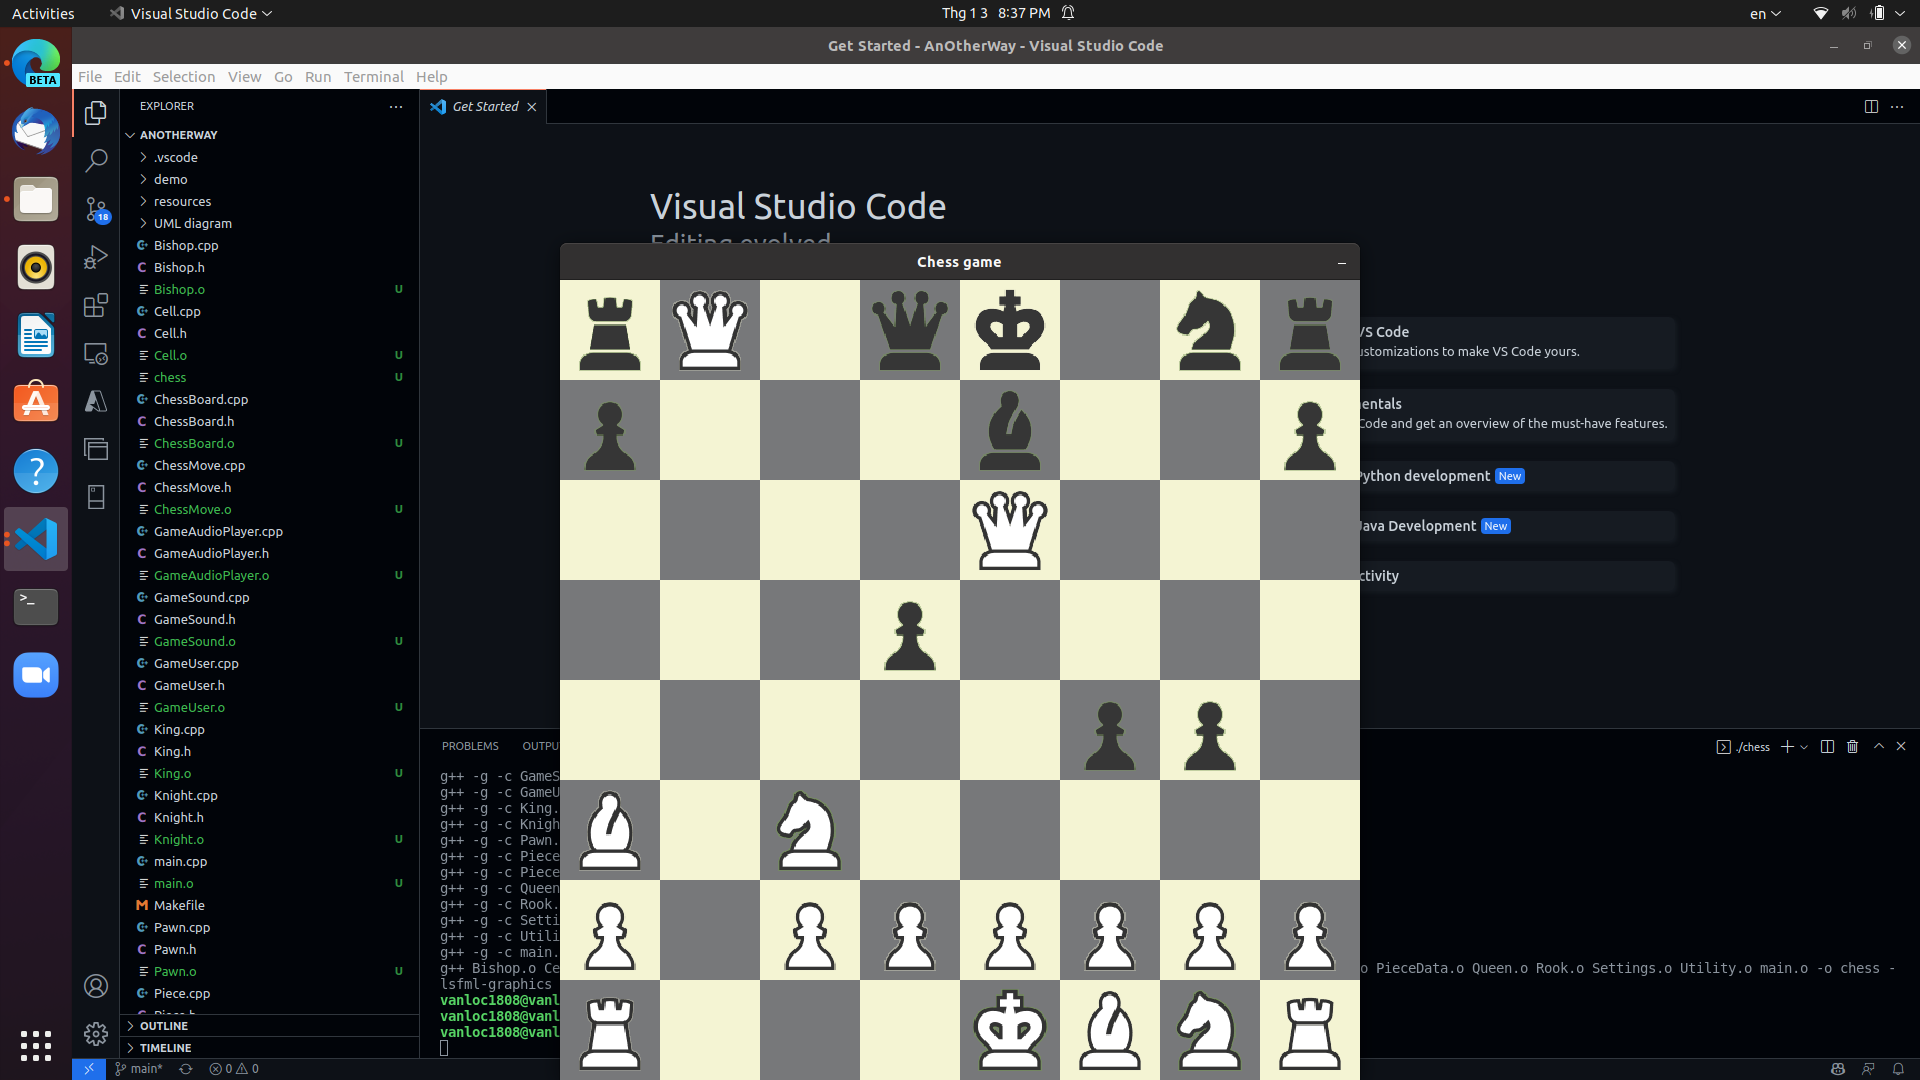 Activities
Visual Studio Code
Thg 1 3 8:37 PM
en
Get Started - AnOtherWay - Visual Studio Code
File Edit Selection View Go Run Terminal Help
BETA
EXPLORER
Get Started
ANOTHERWAY
.vscode
demo
resources
UML diagram
Bishop.cpp
Bishop.h
Bishop.o U
Cell.cpp
Cell.h
Cell.o U
chess U
ChessBoard.cpp
ChessBoard.h
ChessBoard.o U
ChessMove.cpp
ChessMove.h
ChessMove.o U
GameAudioPlayer.cpp
GameAudioPlayer.h
GameAudioPlayer.o U
GameSound.cpp
GameSound.h
GameSound.o U
GameUser.cpp
GameUser.h
GameUser.o U
King.cpp
King.h
King.o U
Knight.cpp
Knight.h
Knight.o U
main.cpp
main.o U
Makefile
Pawn.cpp
Pawn.h
Pawn.o U
Piece.cpp
OUTLINE
TIMELINE
18
Visual Studio Code
Editing evolved
Chess game
VS Code
ustomizations to make VS Code yours.
entals
Code and get an overview of the must-have features.
Python development New
Java Development New
ctivity
PROBLEMS OUTPU
./chess
g++ -g -c GameS
g++ -g -c GameU
g++ -g -c King.
g++ -g -c Knigh
g++ -g -c Pawn.
g++ -g -c Piece
g++ -g -c Piece
g++ -g -c Queen
g++ -g -c Rook.
g++ -g -c Setti
g++ -g -c Utili
g++ -g -c main.
g++ Bishop.o Ce o PieceData.o Queen.o Rook.o Settings.o Utility.o main.o -o chess -
lsfml-graphics
vanloc1808@vanl
vanloc1808@vanl
vanloc1808@vanl
main* 0 0